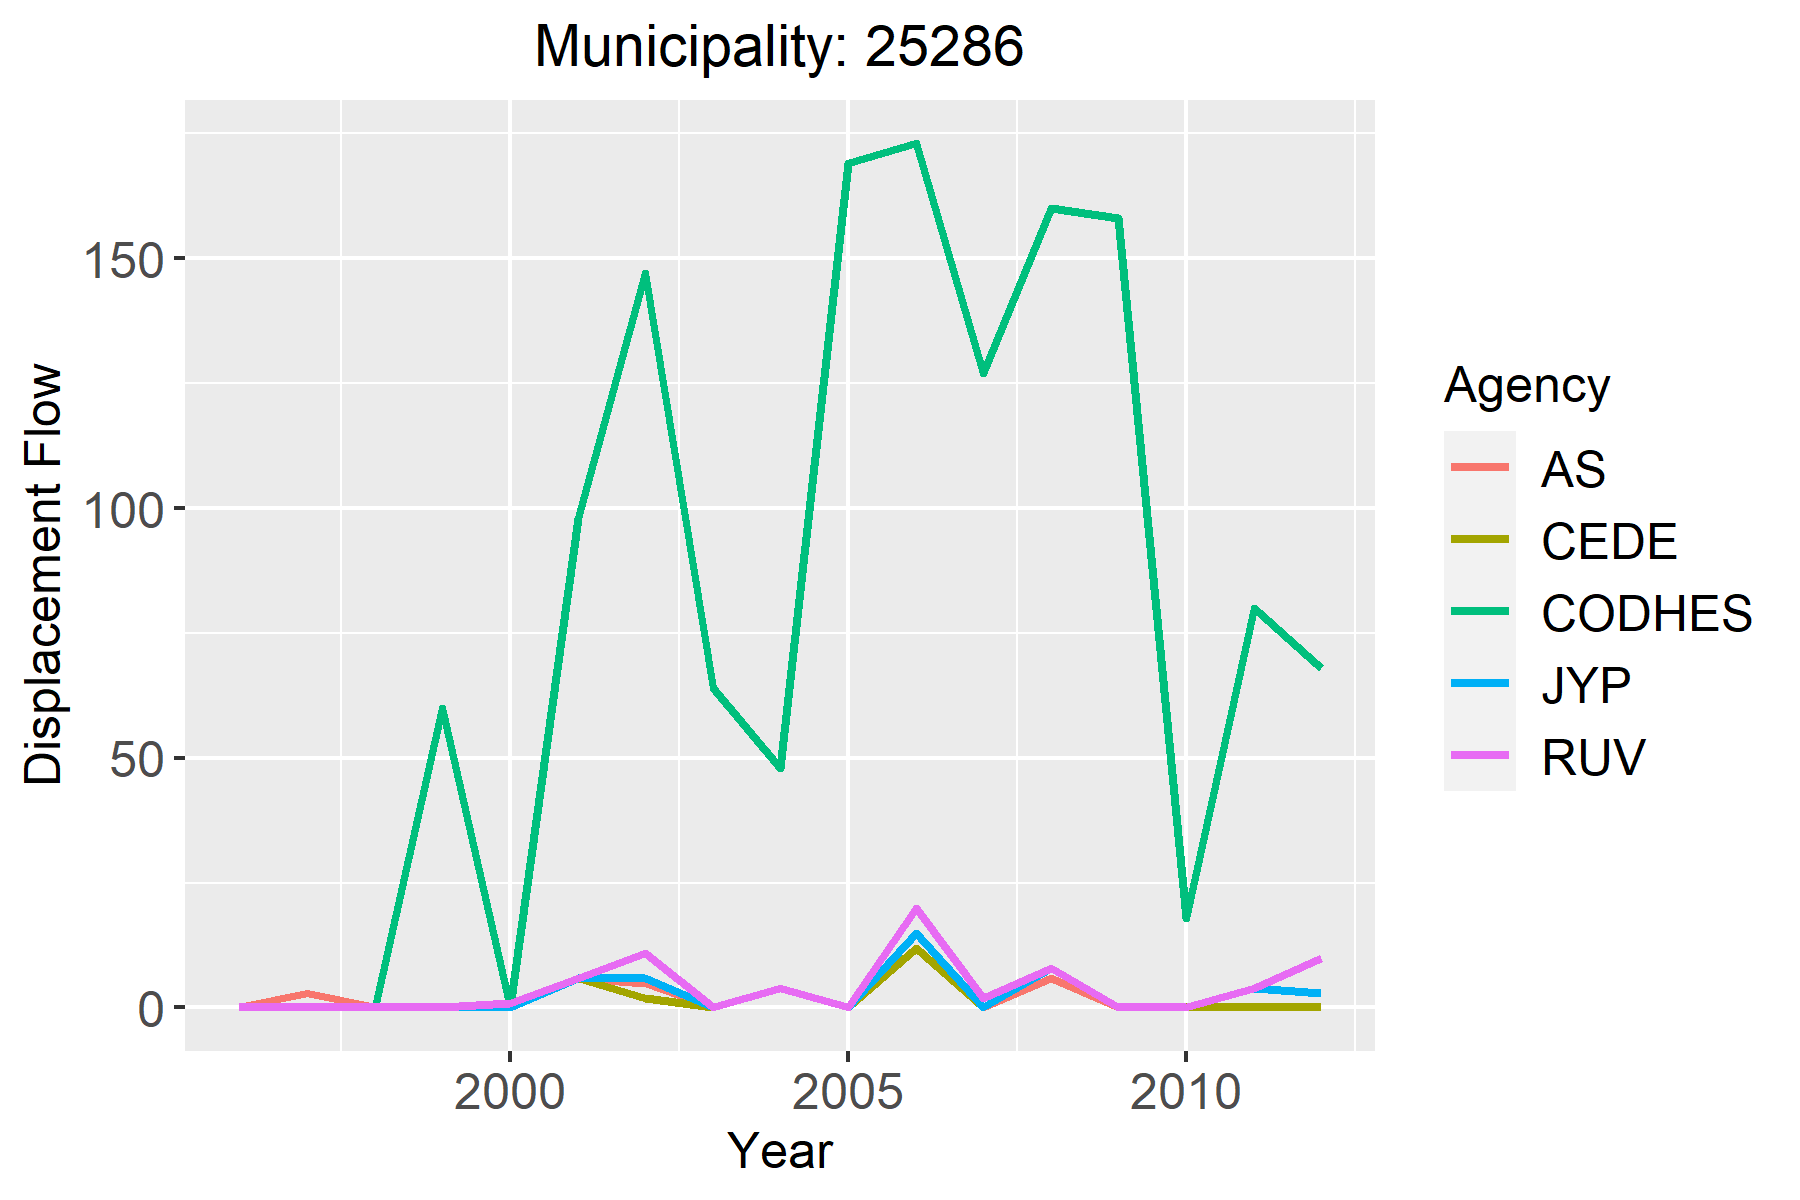 Municipality: 25286
Displacement Flow
150
100
50
0
2000 2005 2010
Year
Agency
AS
CEDE
CODHES
JYP
RUV